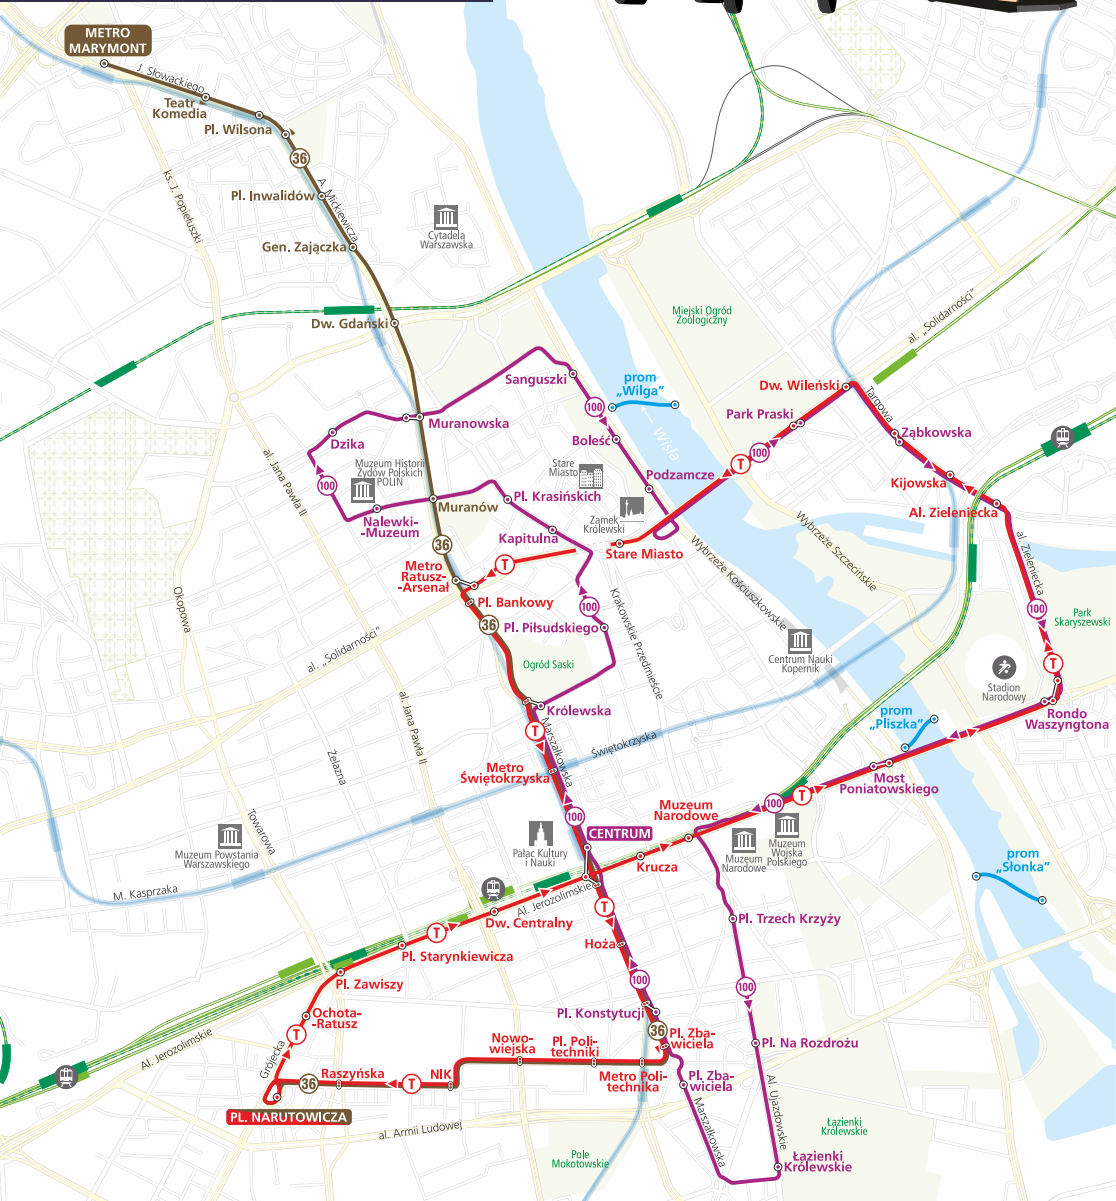 METRO
MARYMONT
J. Słowackiego
Teatr
Komedia
Pl. Wilsona
36
ks. J. Popiełuszki
Pl. Inwalidów
A. Mickiewicza
Cytadela
Warszawska
Gen. Zajączka
Dw. Gdański
Miejski Ogród
Zoologiczny
al. „Solidarności”
Sanguszki
prom
„Wilga”
Dw. Wileński
Targowa
100
Park Praski
Muranowska
Wisła
Ząbkowska
Dzika
Boleść
T
100
al. Jana Pawła II
Muzeum Historii
Żydów Polskich
POLIN
Stare
Miasto
Podzamcze
Kijowska
100
Pl. Krasińskich
Muranów
Zamek
Królewski
Al. Zieleniecka
Nalewki-
-Muzeum
Kapitulna
Wybrzeże Szczecińskie
36
Stare Miasto
Wybrzeże Kościuszkowskie
al. Zieleniecka
Metro
Ratusz-
-Arsenał
T
Okopowa
Pl. Bankowy
100
Krakowskie Przedmieście
100
Park
Skaryszewski
36
Pl. Piłsudskiego
al. „Solidarności”
Ogród Saski
Centrum Nauki
Kopernik
T
Stadion
Narodowy
al. Jana Pawła II
Królewska
prom
„Pliszka”
Rondo
Waszyngtona
T
Marszałkowska
Świętokrzyska
Żelazna
Metro
Świętokrzyska
Most
Poniatowskiego
Towarowa
100
Muzeum
Narodowe
100
T
CENTRUM
Muzeum Powstania
Warszawskiego
Pałac Kultury
i Nauki
Muzeum
Narodowe
Muzeum
Wojska
Polskiego
prom
„Słonka”
Krucza
M. Kasprzaka
Al. Jerozolimskie
Dw. Centralny
T
Pl. Trzech Krzyży
T
Hoża
Pl. Starynkiewicza
Pl. Zawiszy
100
100
Ochota-
-Ratusz
Pl. Konstytucji
T
36
Pl. Zba-
wiciela
Al. Jerozolimskie
Grójecka
Nowo-
wiejska
Pl. Poli-
techniki
Pl. Na Rozdrożu
36
Raszyńska
T
NIK
Metro Poli-
technika
Pl. Zba-
wiciela
PL. NARUTOWICZA
al. Armii Ludowej
Marszałkowska
Al. Ujazdowskie
Łazienki
Królewskie
Pole
Mokotowskie
Łazienki
Królewskie